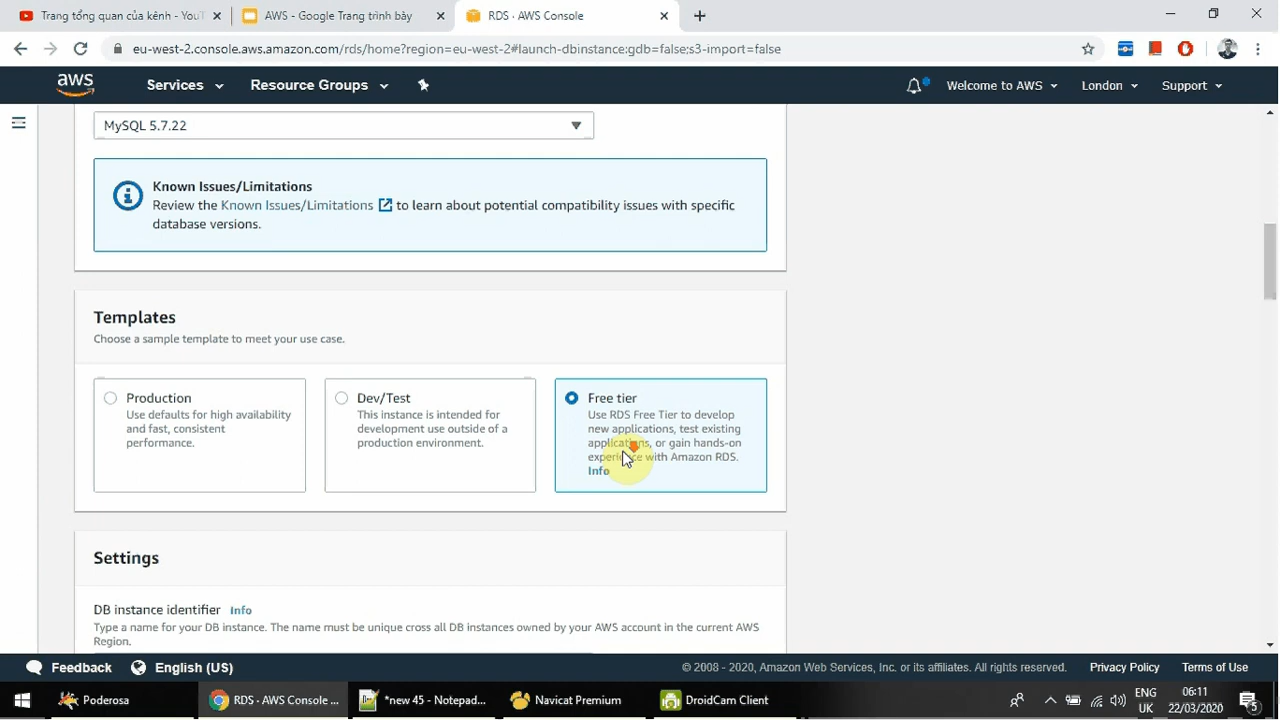 Trang tổng quan của kênh - YouT
AWS - Google Trang trình bày
RDS · AWS Console
eu-west-2.console.aws.amazon.com/rds/home?region=eu-west-2#launch-dbinstance:gdb=false;s3-import=false
aws
Services
Resource Groups
Welcome to AWS
London
Support
MySQL 5.7.22
Known Issues/Limitations
Review the Known Issues/Limitations to learn about potential compatibility issues with specific
database versions.
Templates
Choose a sample template to meet your use case.
Production
Use defaults for high availability
and fast, consistent
performance.
Dev/Test
This instance is intended for
development use outside of a
production environment.
Free tier
Use RDS Free Tier to develop
new applications, test existing
applications, or gain hands-on
experience with Amazon RDS.
Info
Settings
DB instance identifier Info
Type a name for your DB instance. The name must be unique cross all DB instances owned by your AWS account in the current AWS
Region.
Feedback
English (US)
© 2008 - 2020, Amazon Web Services, Inc. or its affiliates. All rights reserved.
Privacy Policy
Terms of Use
Poderosa
RDS - AWS Console ...
*new 45 - Notepad...
Navicat Premium
DroidCam Client
ENG
UK
06:11
22/03/2020
5